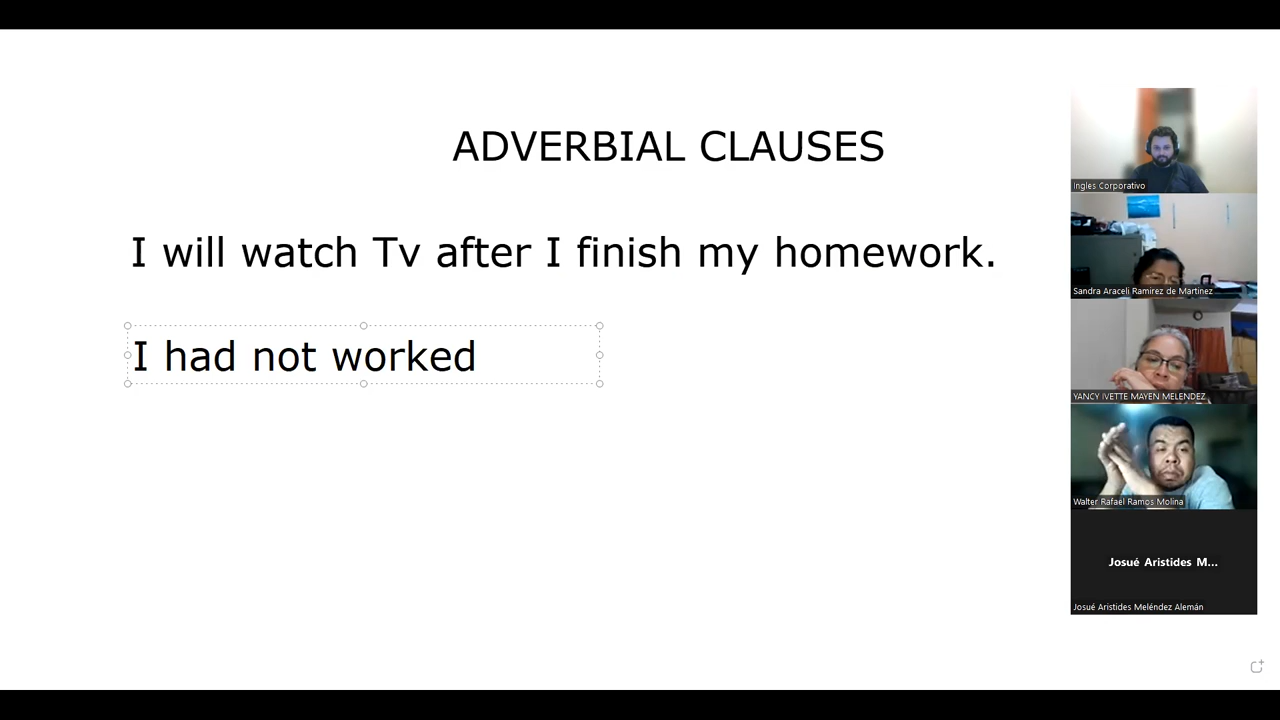 ADVERBIAL CLAUSES
I will watch Tv after I finish my homework.
I had not worked
Ingles Corporativo
Sandra Araceli Ramirez de Martinez
YANCY IVETTE MAYEN MELENDEZ
Walter Rafael Ramos Molina
Josué Aristides M...
Josué Aristides Meléndez Alemán